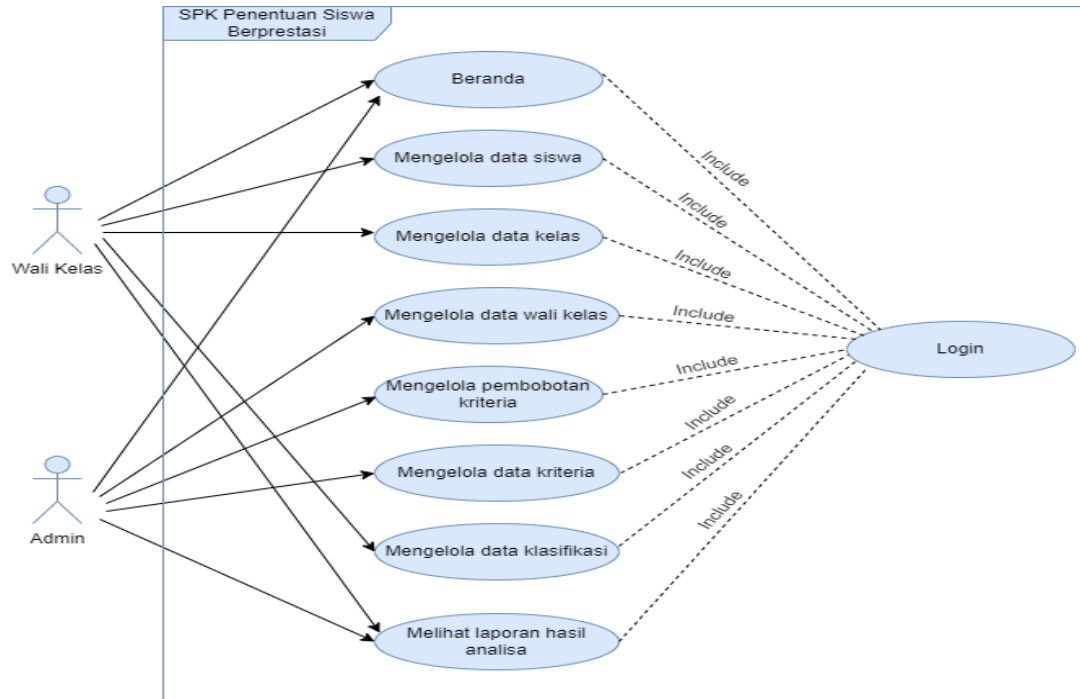 SPK Penentuan Siswa
Berprestasi
Beranda
Mengelola data siswa
Mengelola data kelas
Mengelola data wali kelas
Mengelola pembobotan
kriteria
Mengelola data kriteria
Mengelola data klasifikasi
Melihat laporan hasil
analisa
Wali Kelas
Admin
Include
Include
Include
Include
Include
Include
Include
Include
Login